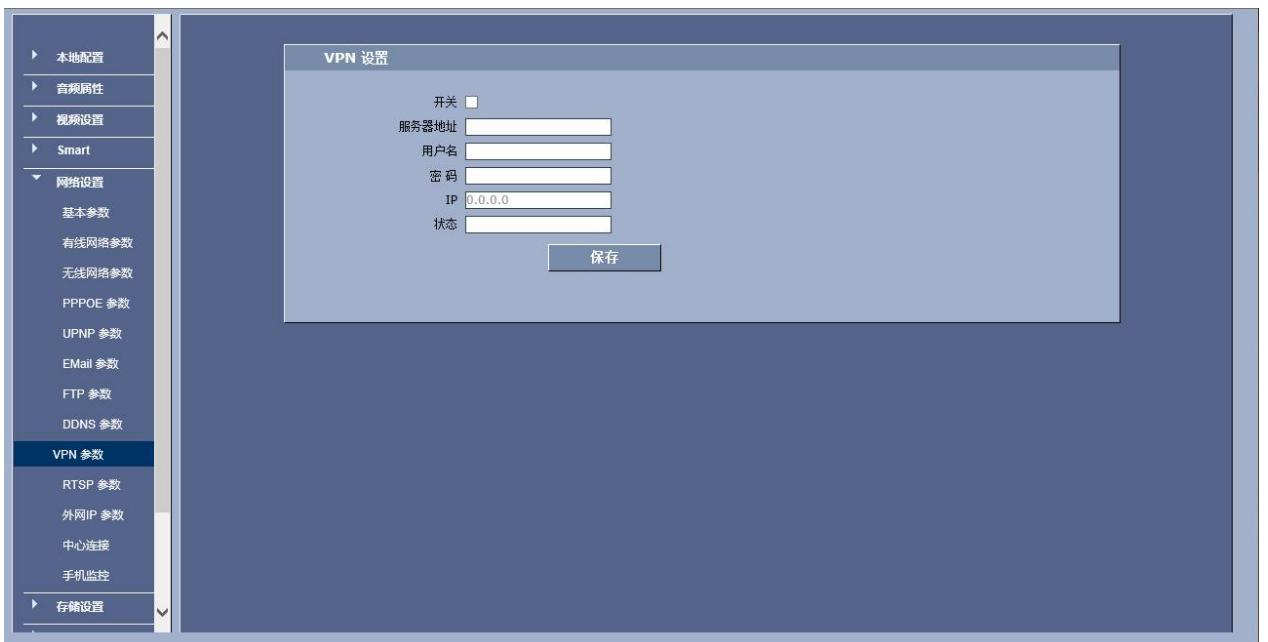 本地配置
音频属性
视频设置
Smart
网络设置
基本参数
有线网络参数
无线网络参数
PPPOE 参数
UPNP 参数
EMail 参数
FTP 参数
DDNS 参数
VPN 参数
RTSP 参数
外网IP 参数
中心连接
手机监控
存储设置
VPN 设置
开关
服务器地址
用户名
密 码
IP 0.0.0.0
状态
保存